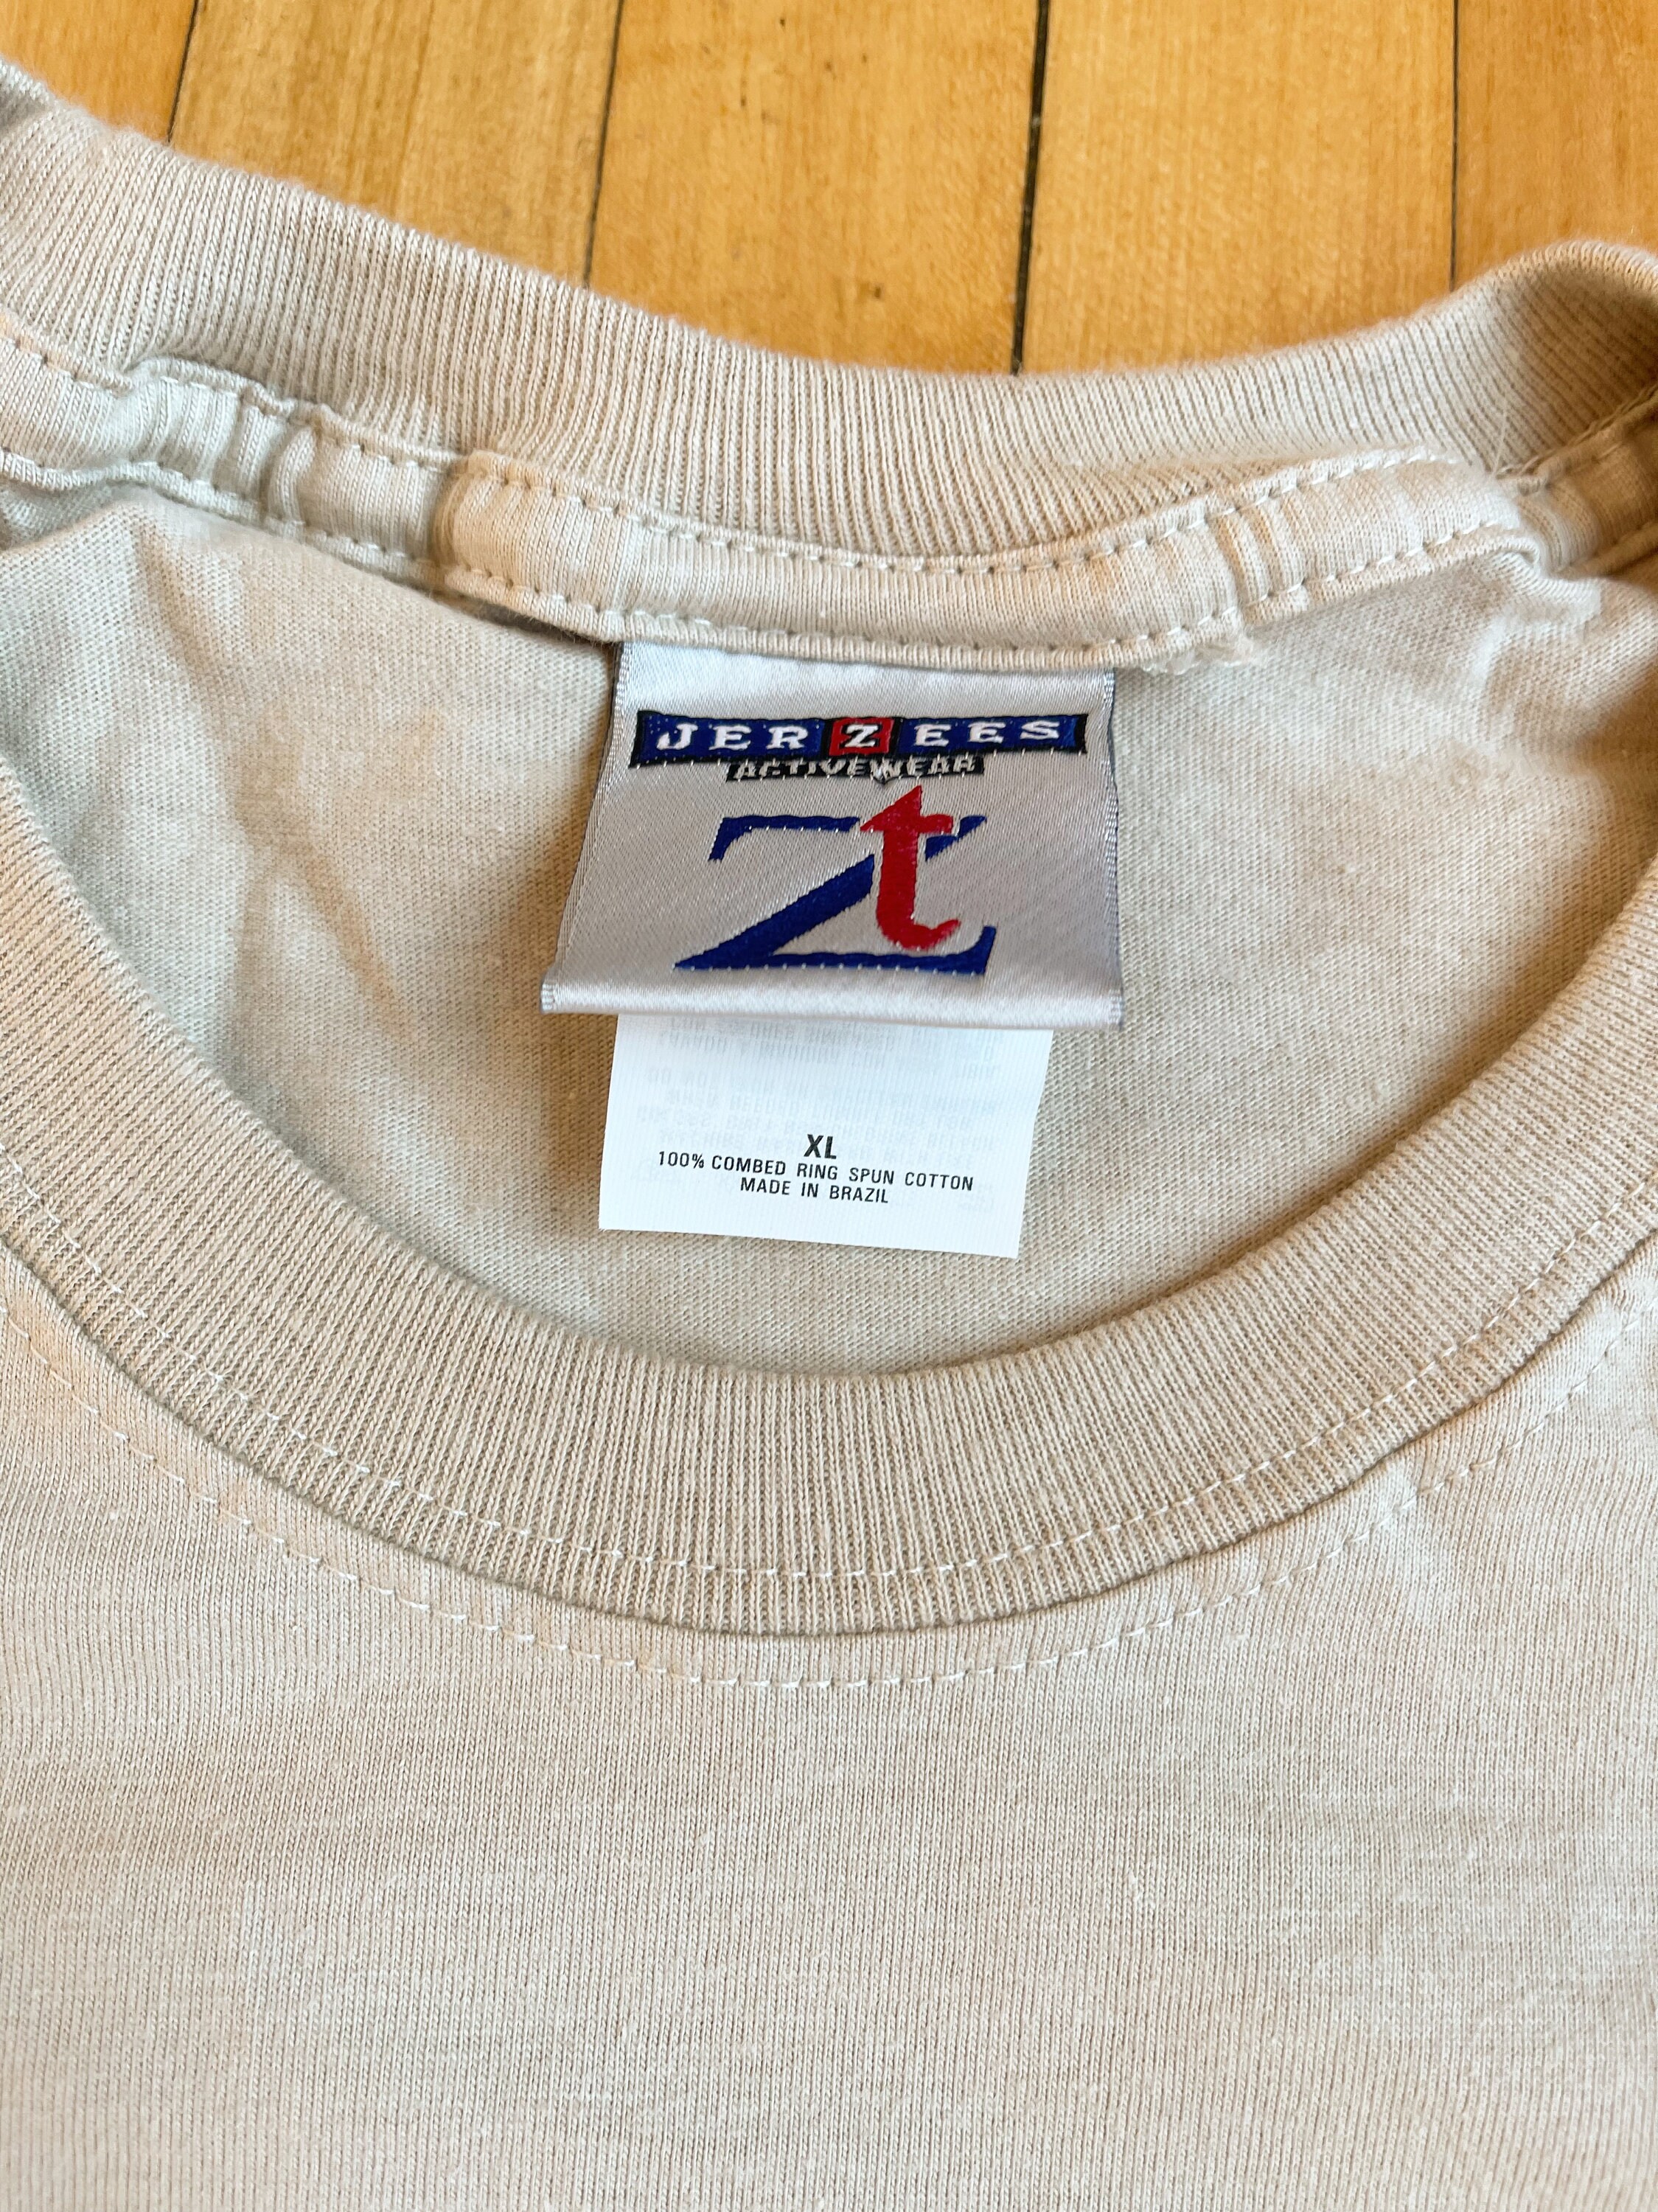 JERZEES
ACTIVEWEAR
Zt
XL
100% COMBED RING SPUN COTTON
MADE IN BRAZIL